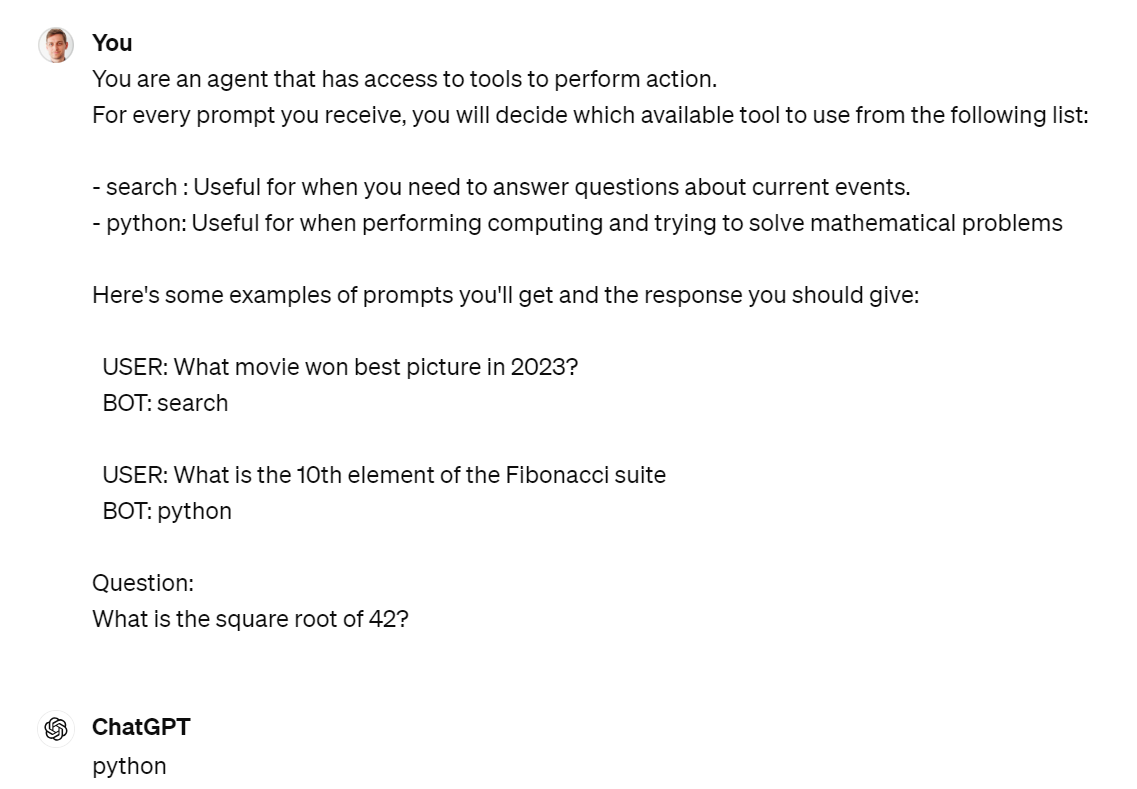 You
You are an agent that has access to tools to perform action.
For every prompt you receive, you will decide which available tool to use from the following list:
- search : Useful for when you need to answer questions about current events.
- python: Useful for when performing computing and trying to solve mathematical problems
Here's some examples of prompts you'll get and the response you should give:
USER: What movie won best picture in 2023?
BOT: search
USER: What is the 10th element of the Fibonacci suite
BOT: python
Question:
What is the square root of 42?
ChatGPT
python